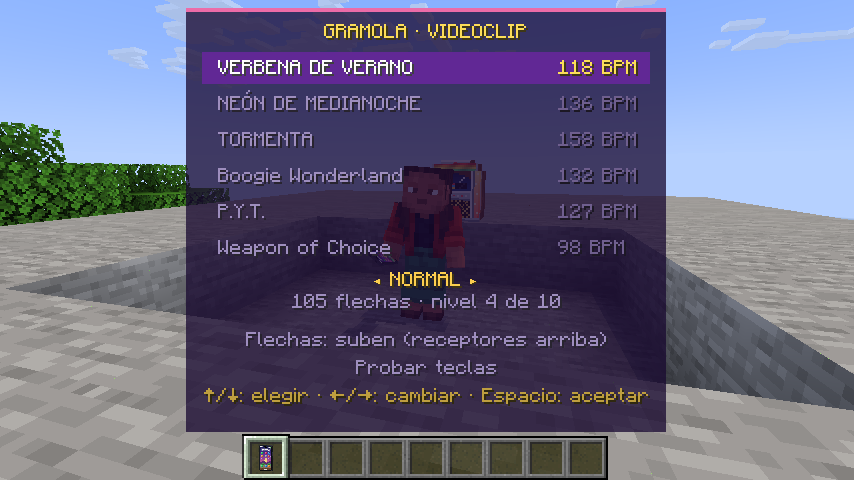 GRAMOLA · VIDEOCLIP
VERBENA DE VERANO 118 BPM
NEÓN DE MEDIANOCHE 136 BPM
TORMENTA 158 BPM
Boogie Wonderland 132 BPM
P.Y.T. 127 BPM
Weapon of Choice 98 BPM
◂ NORMAL ▸
105 flechas · nivel 4 de 10
Flechas: suben (receptores arriba)
Probar teclas
↑/↓: elegir · ←/→: cambiar · Espacio: aceptar